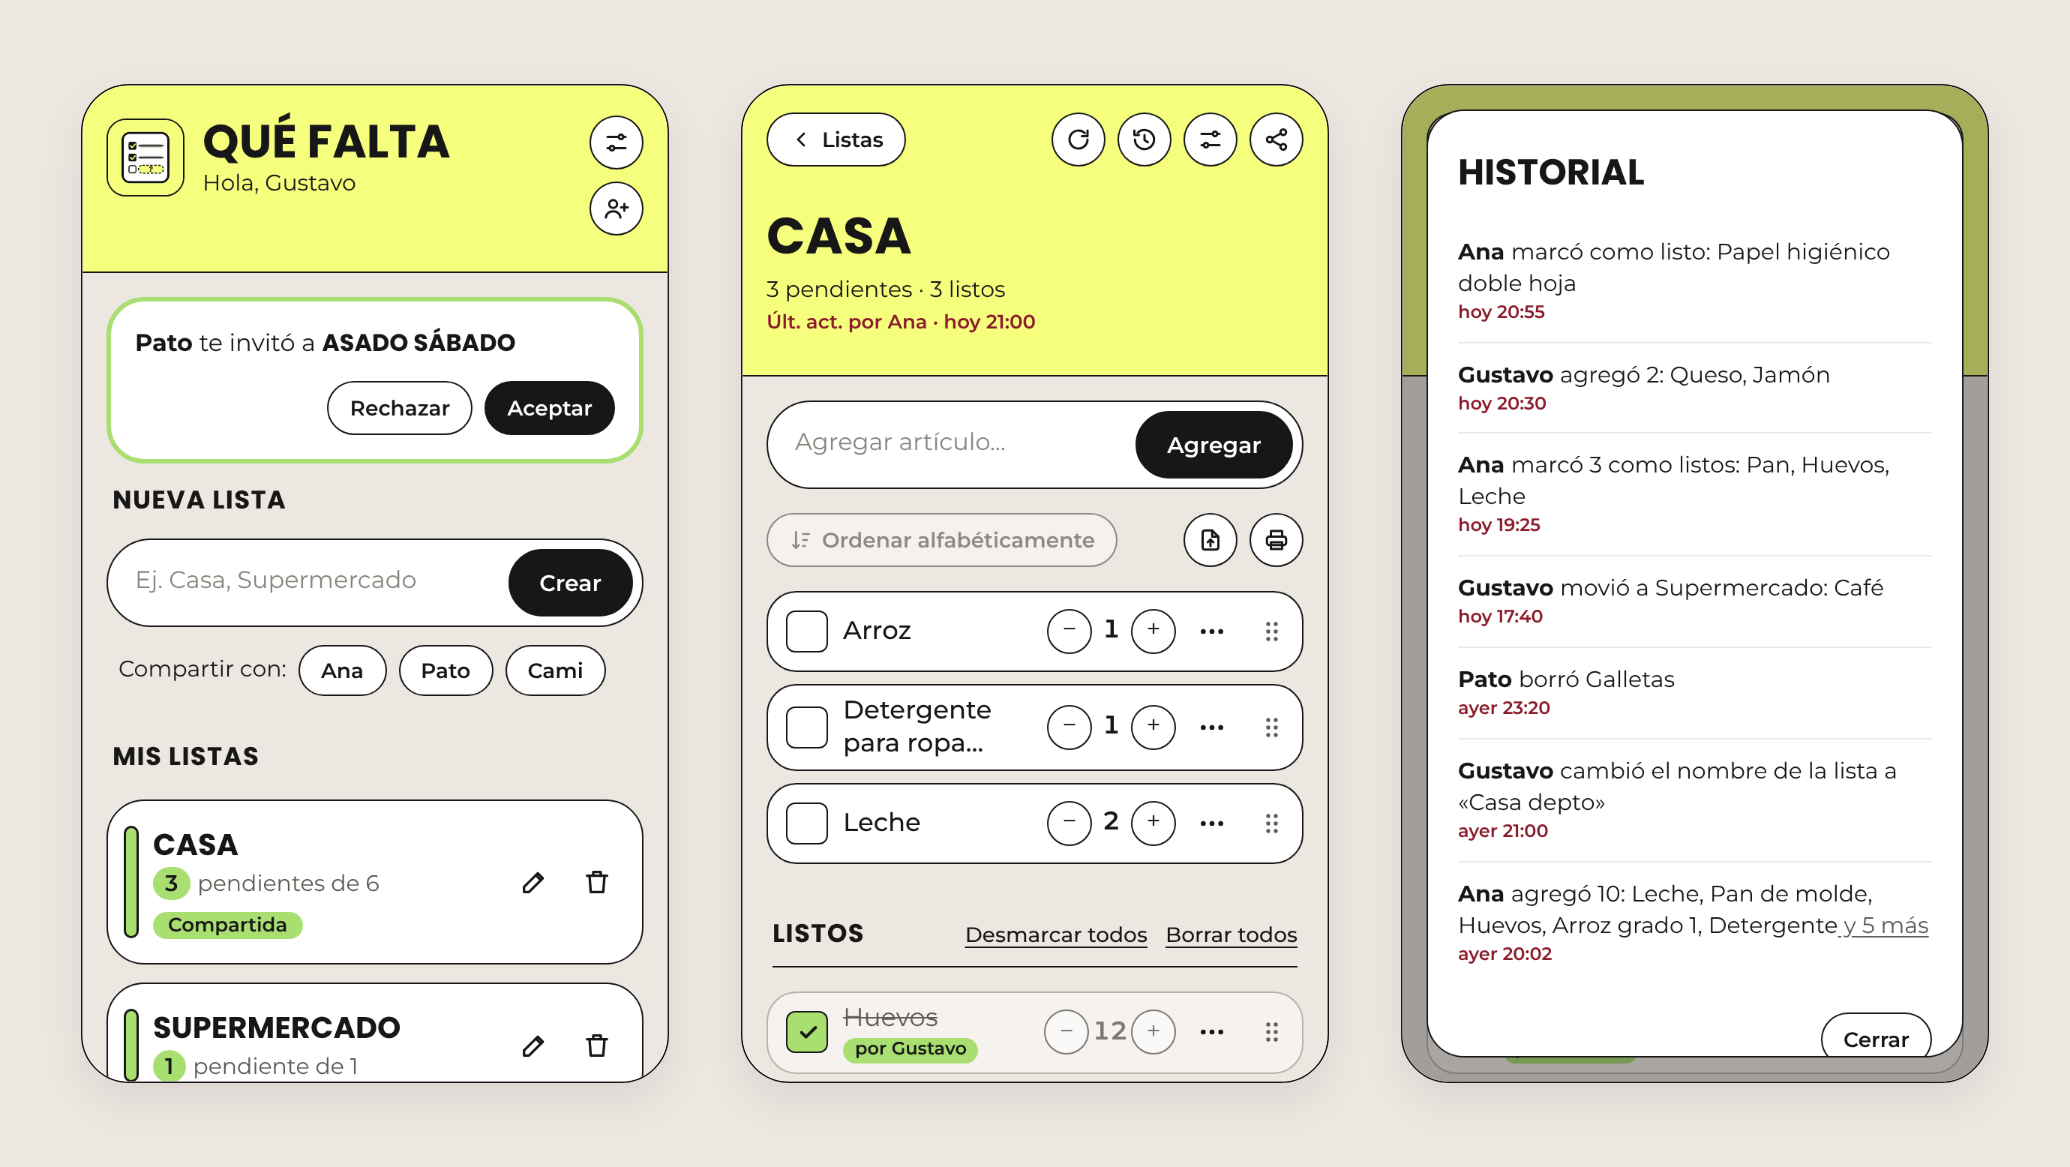 QUÉ FALTA
Hola, Gustavo
Pato te invitó a ASADO SÁBADO
Rechazar
Aceptar
NUEVA LISTA
Ej. Casa, Supermercado
Crear
Compartir con:
Ana
Pato
Cami
MIS LISTAS
CASA
3 pendientes de 6
Compartida
SUPERMERCADO
1 pendiente de 1
Listas
CASA
3 pendientes · 3 listos
Últ. act. por Ana · hoy 21:00
Agregar artículo...
Agregar
Ordenar alfabéticamente
Arroz
− 1 +
Detergente
para ropa...
− 1 +
Leche
− 2 +
LISTOS
Desmarcar todos
Borrar todos
Huevos
− 12 +
por Gustavo
HISTORIAL
Ana marcó como listo: Papel higiénico
doble hoja
hoy 20:55
Gustavo agregó 2: Queso, Jamón
hoy 20:30
Ana marcó 3 como listos: Pan, Huevos,
Leche
hoy 19:25
Gustavo movió a Supermercado: Café
hoy 17:40
Pato borró Galletas
ayer 23:20
Gustavo cambió el nombre de la lista a
«Casa depto»
ayer 21:00
Ana agregó 10: Leche, Pan de molde,
Huevos, Arroz grado 1, Detergente y 5 más
ayer 20:02
Cerrar